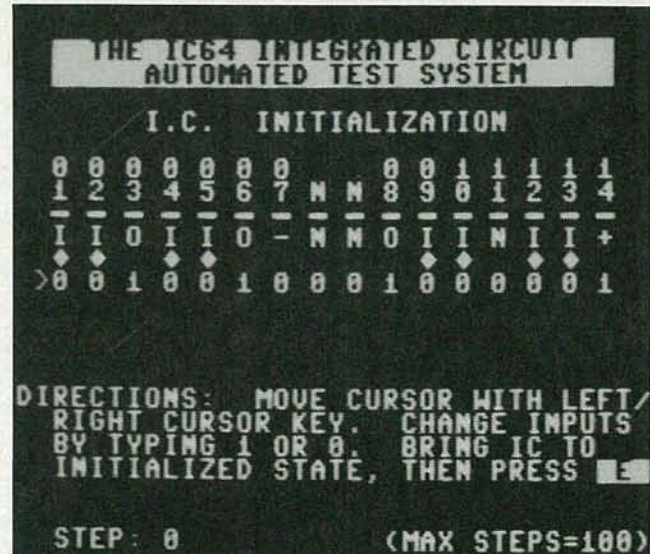 THE IC64 INTEGRATED CIRCUIT
AUTOMATED TEST SYSTEM
I.C. INITIALIZATION
0 0 0 0 0 0 0 0 0 1 1 1 1 1
1 2 3 4 5 6 7 N N 8 9 0 1 2 3 4
- - - - - - - - - - - - - - - -
I I O I I O - N N O I I N I I +
♦ ♦ ♦ ♦ ♦ ♦ ♦ ♦
>0 0 1 0 0 1 0 0 0 1 0 0 0 0 0 1
DIRECTIONS: MOVE CURSOR WITH LEFT/
RIGHT CURSOR KEY. CHANGE INPUTS
BY TYPING 1 OR 0. BRING IC TO
INITIALIZED STATE, THEN PRESS E
STEP: 0 (MAX STEPS=100)